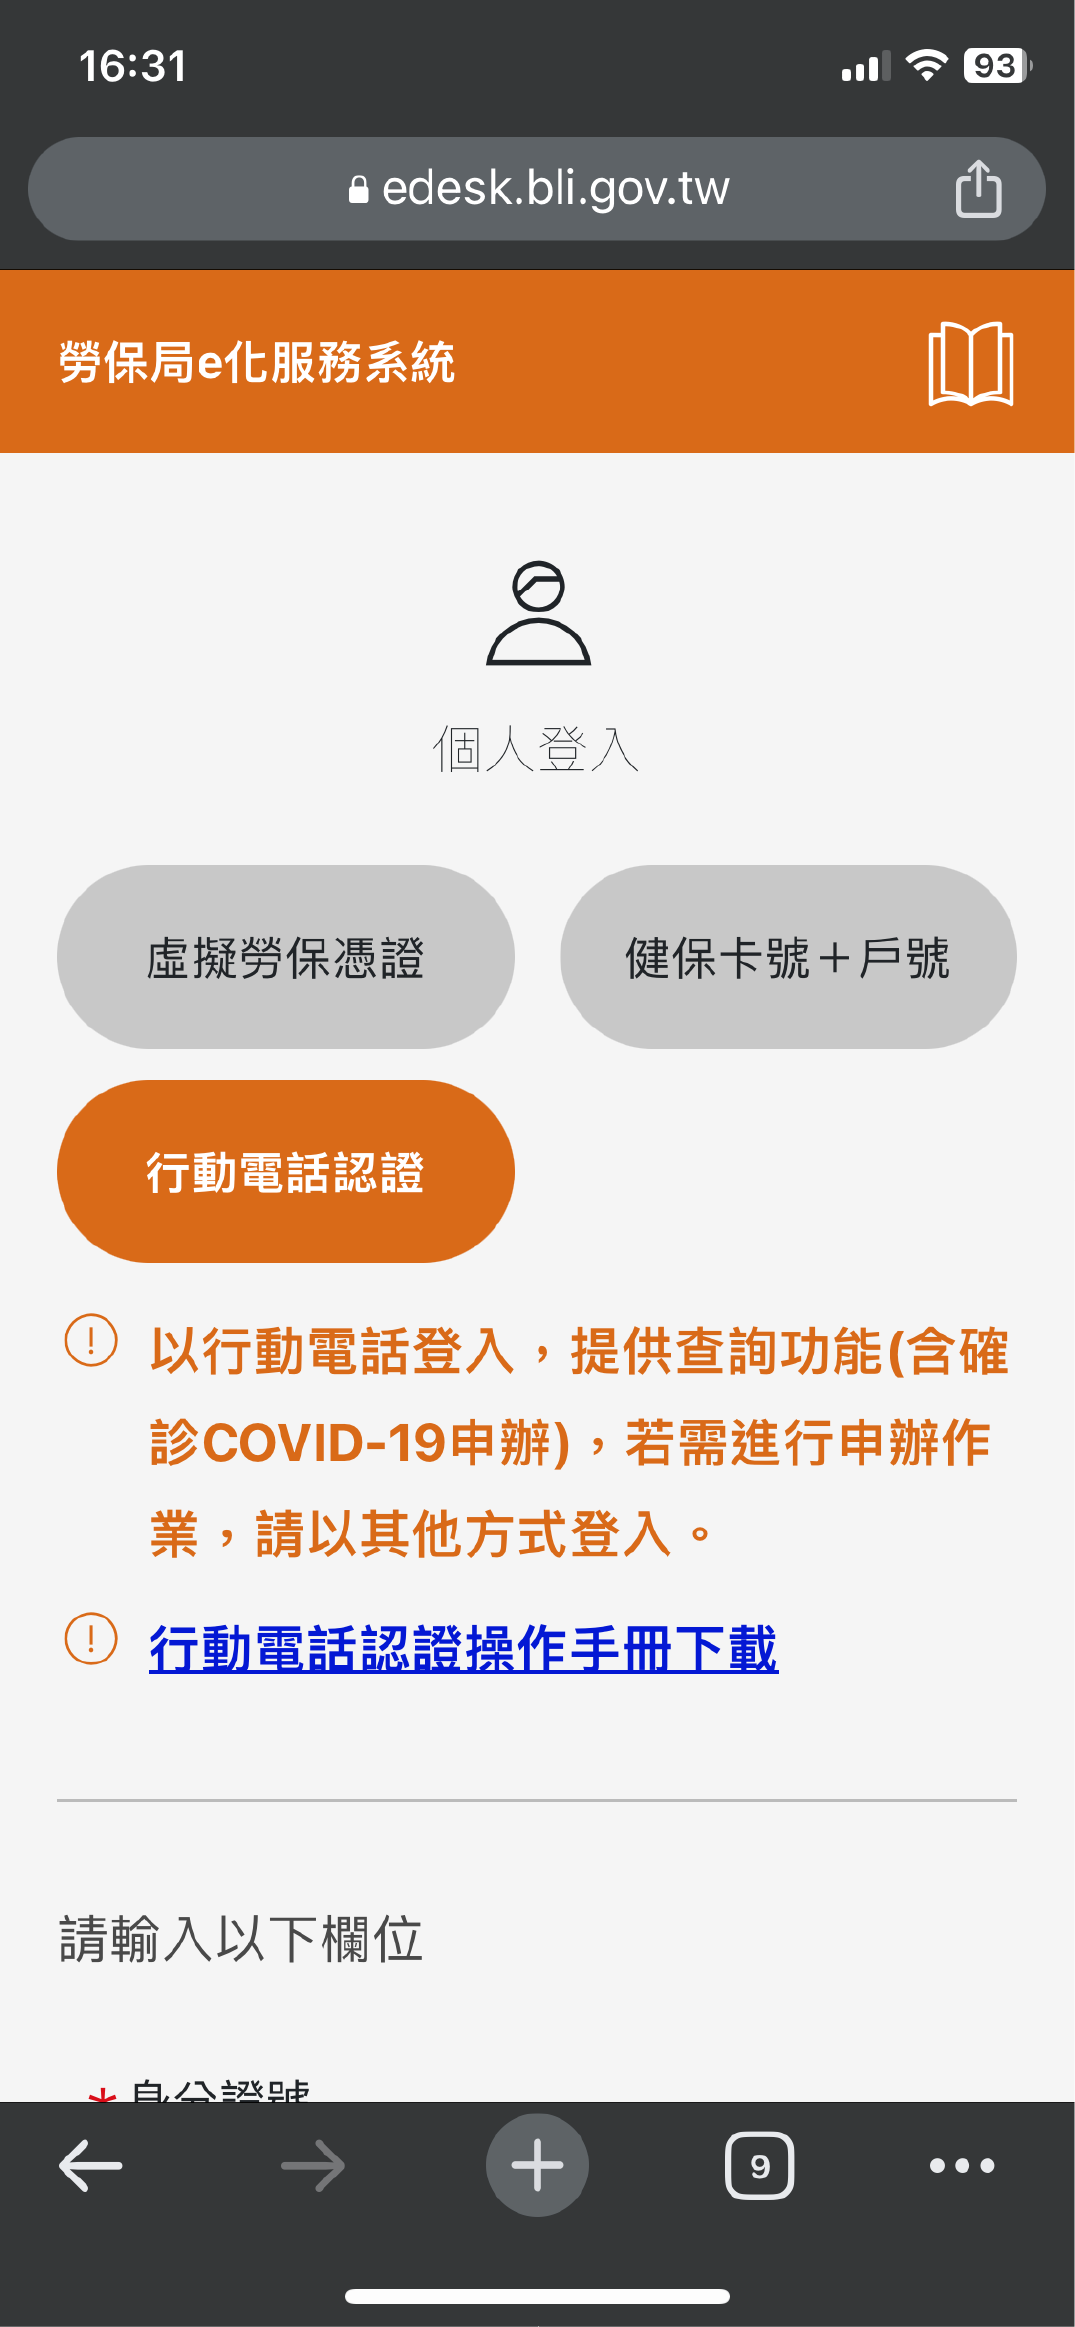 16:31
93
edesk.bli.gov.tw
勞保局e化服務系統
個人登入
虛擬勞保憑證
健保卡號＋戶號
行動電話認證
以行動電話登入，提供查詢功能(含確
診COVID-19申辦)，若需進行申辦作
業，請以其他方式登入。
行動電話認證操作手冊下載
請輸入以下欄位
*身分證號
9